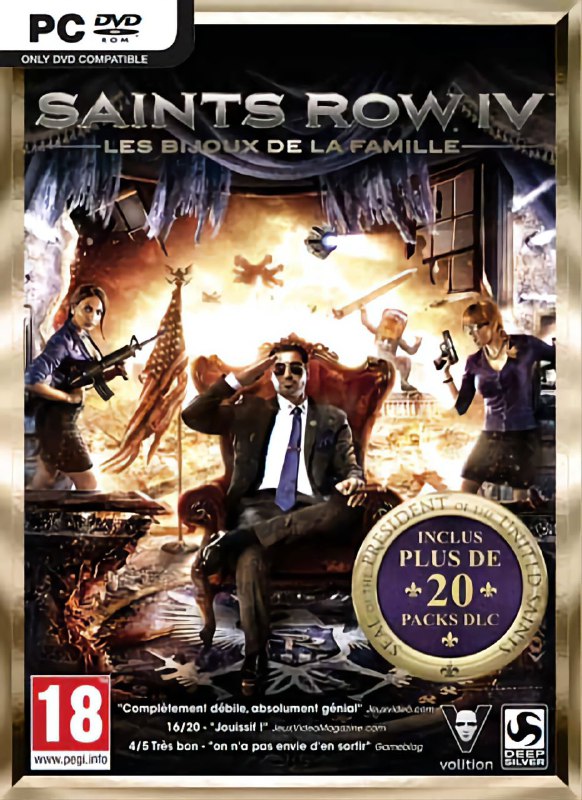 PC DVD
ROM
ONLY DVD COMPATIBLE
SAINTS ROW IV
LES BIJOUX DE LA FAMILLE
SEAL OF THE PRESIDENT OF THE UNITED SAINTS
INCLUS
PLUS DE
20
PACKS DLC
18
www.pegi.info
"Complètement débile, absolument génial" JeuxVideo.com
16/20 - "Jouissif !" JeuxVideoMagazine.com
4/5 Très bon - "on n'a pas envie d'en sortir" Gameblog
volition
DEEP
SILVER